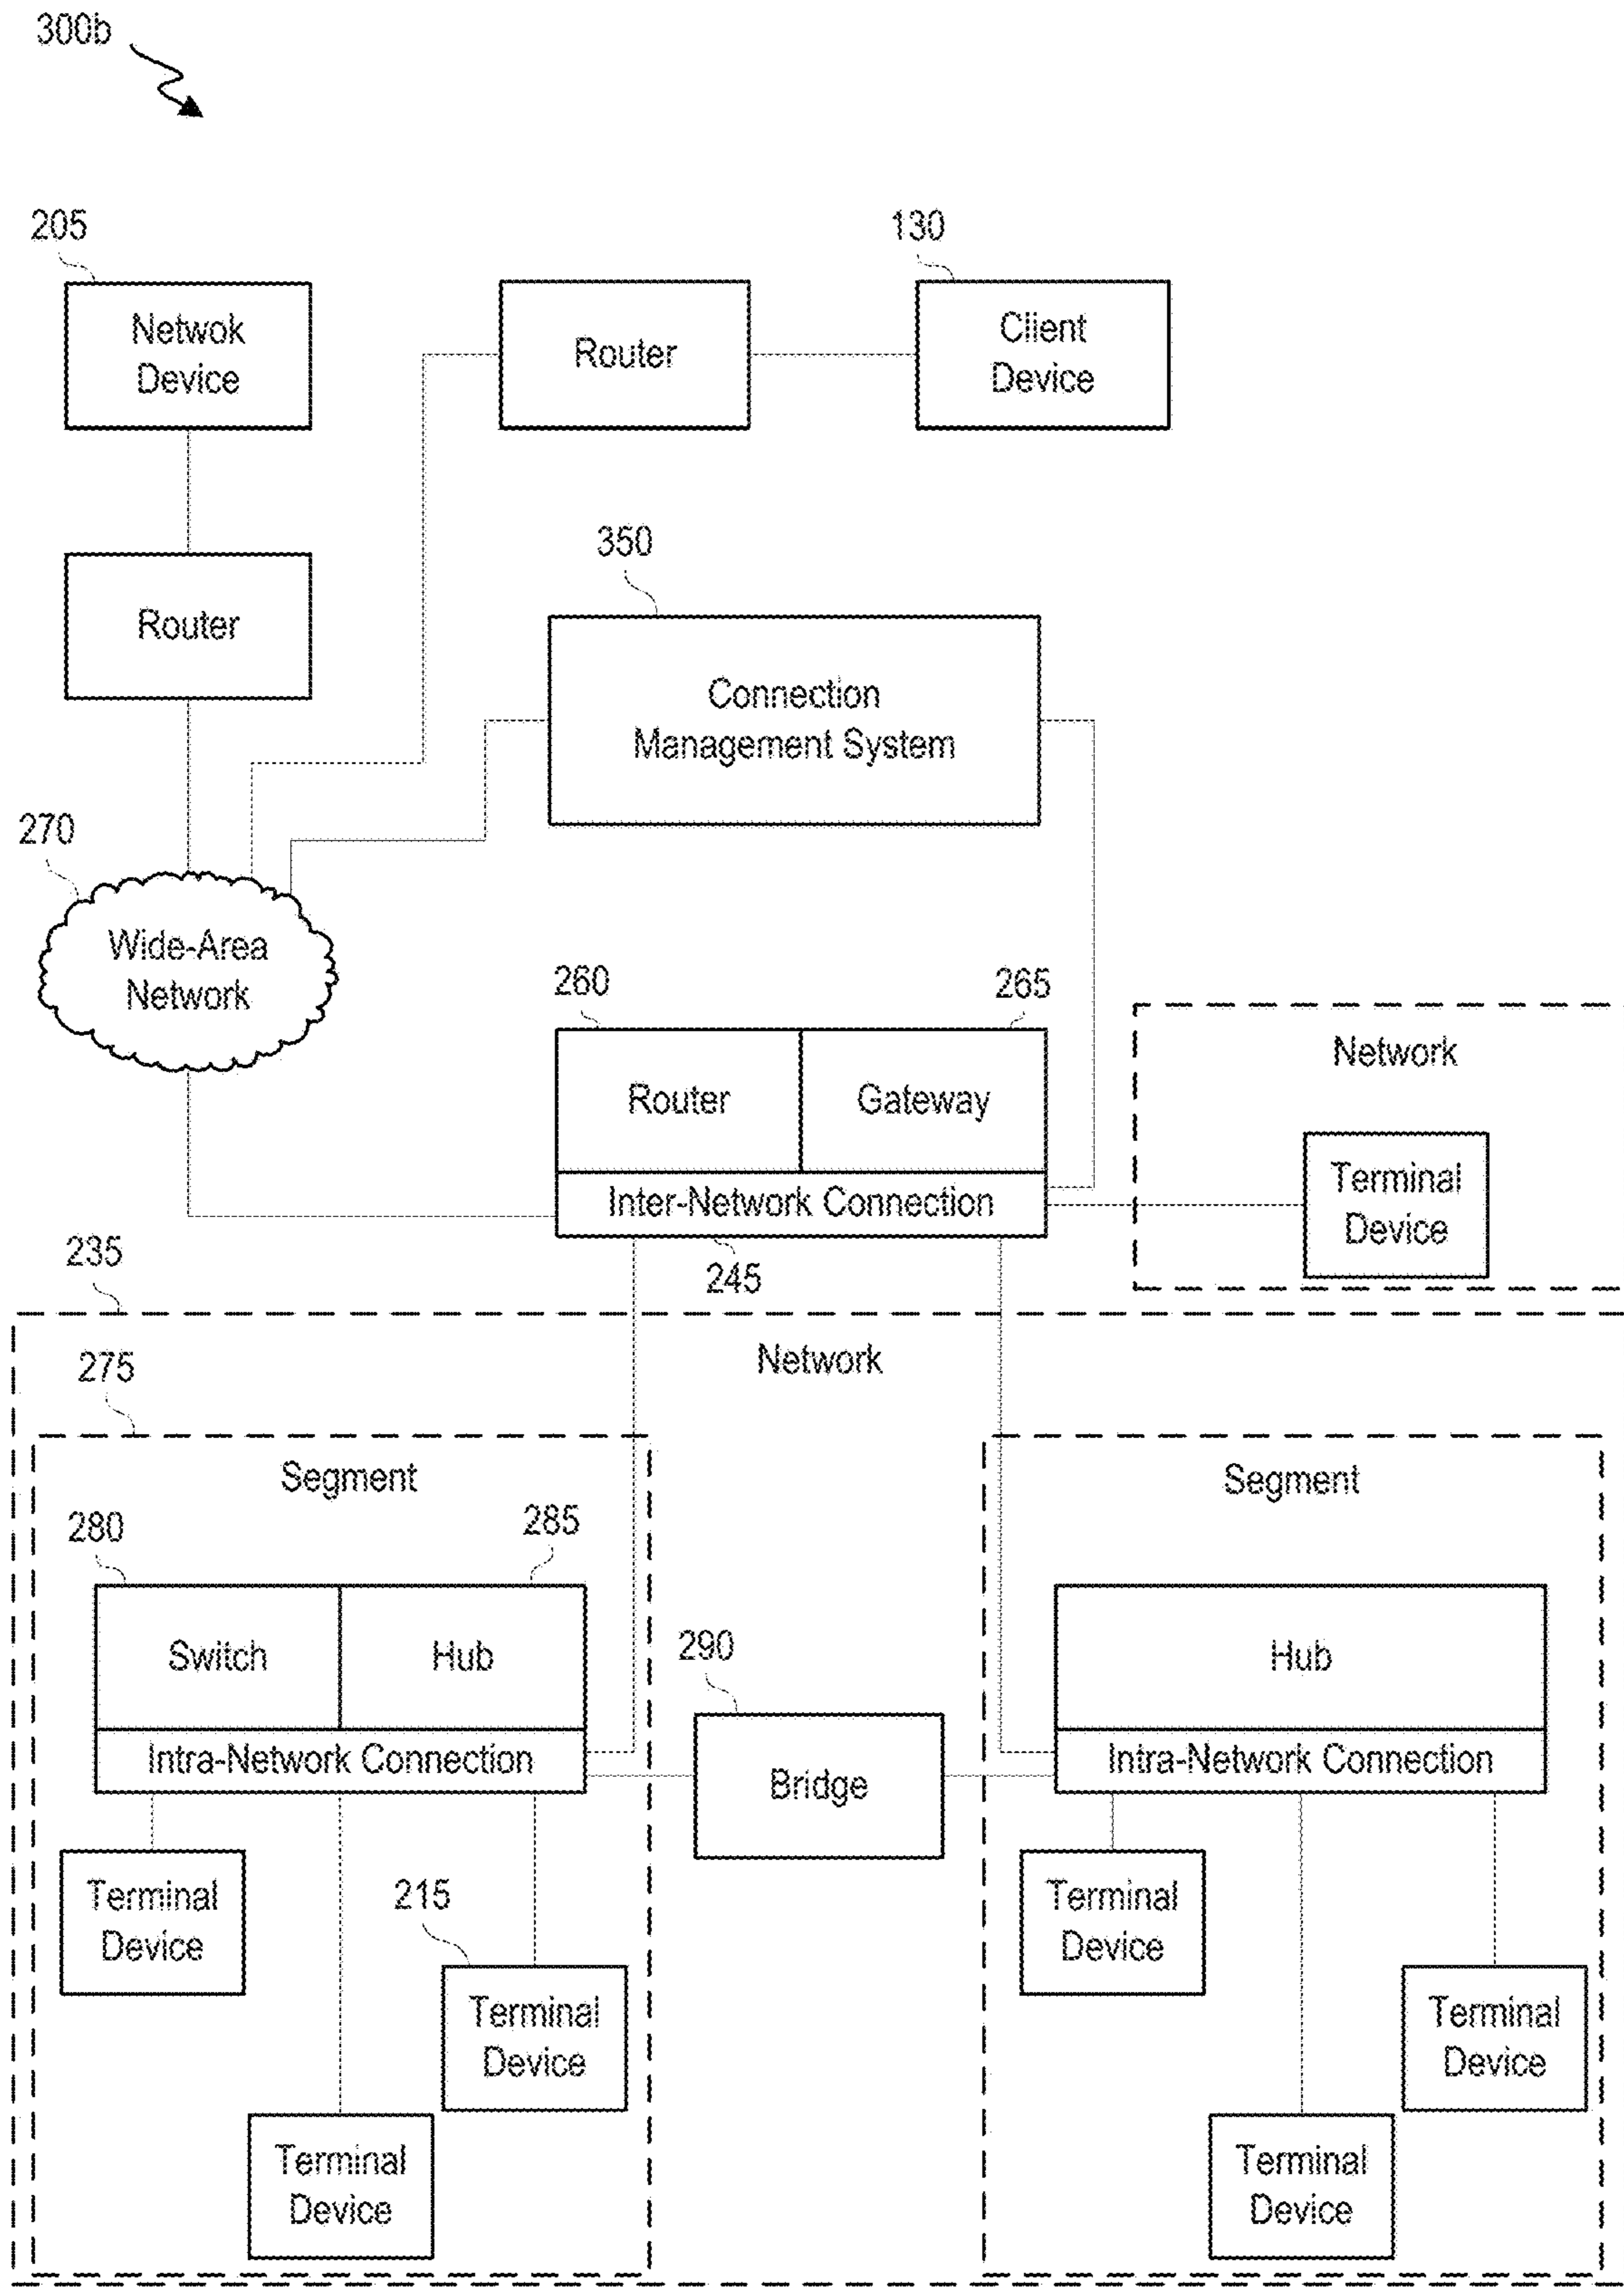 300b
205
130
Netwok
Device
Router
Client
Device
350
Router
Connection
Management System
270
Wide-Area
Network
260
265
Router
Gateway
Inter-Network Connection
245
Network
Terminal
Device
235
Network
275
Segment
280
285
Switch
Hub
Intra-Network Connection
290
Bridge
Segment
Hub
Intra-Network Connection
Terminal
Device
215
Terminal
Device
Terminal
Device
Terminal
Device
Terminal
Device
Terminal
Device